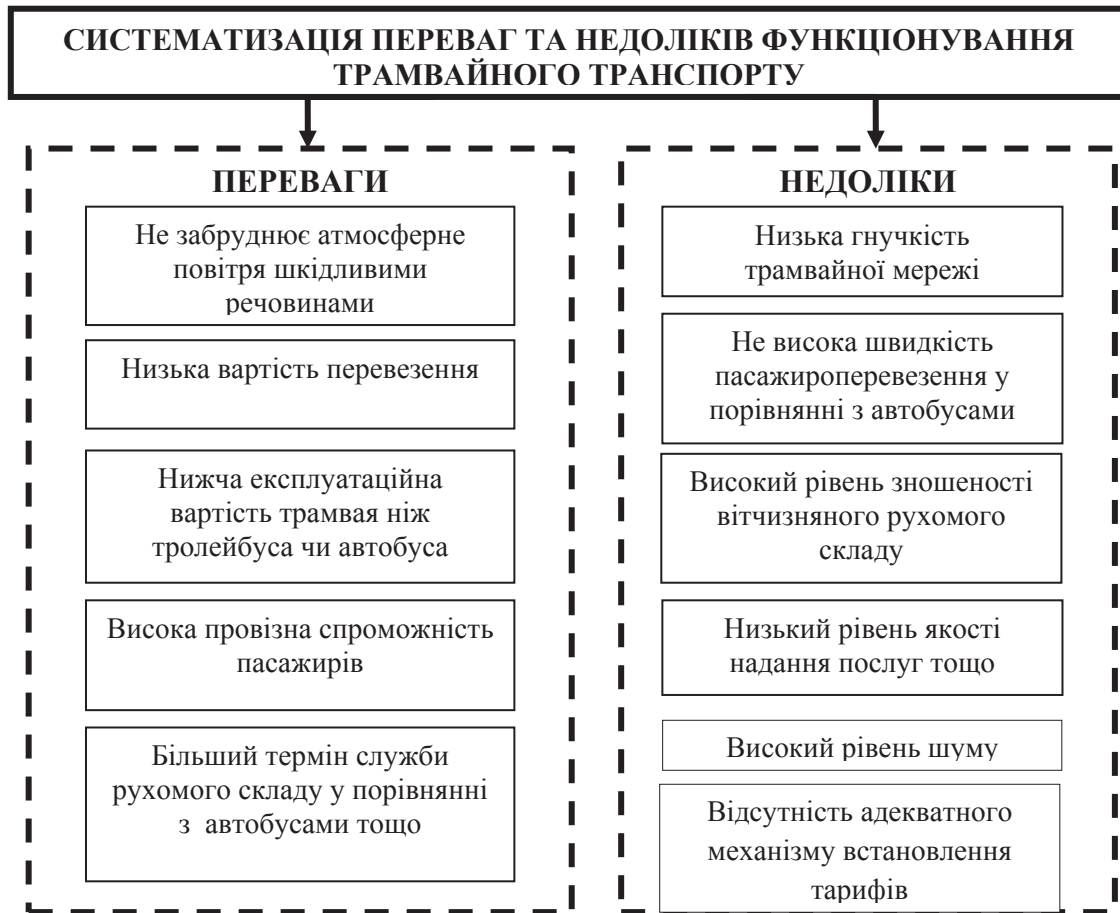 СИСТЕМАТИЗАЦІЯ ПЕРЕВАГ ТА НЕДОЛІКІВ ФУНКЦІОНУВАННЯ
ТРАМВАЙНОГО ТРАНСПОРТУ
ПЕРЕВАГИ
Не забруднює атмосферне
повітря шкідливими
речовинами
Низька вартість перевезення
Нижча експлуатаційна
вартість трамвая ніж
тролейбуса чи автобуса
Висока провізна спроможність
пасажирів
Більший термін служби
рухомого складу у порівнянні
з автобусами тощо
НЕДОЛІКИ
Низька гнучкість
трамвайної мережі
Не висока швидкість
пасажироперевезення у
порівнянні з автобусами
Високий рівень зношеності
вітчизняного рухомого
складу
Низький рівень якості
надання послуг тощо
Високий рівень шуму
Відсутність адекватного
механізму встановлення
тарифів